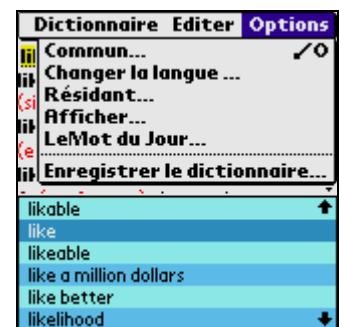 Dictionnaire Editer Options
Commun... ✓O
Changer la langue ...
Résidant...
Afficher...
LeMot du Jour...
Enregistrer le dictionnaire...
likable
like
likeable
like a million dollars
like better
likelihood